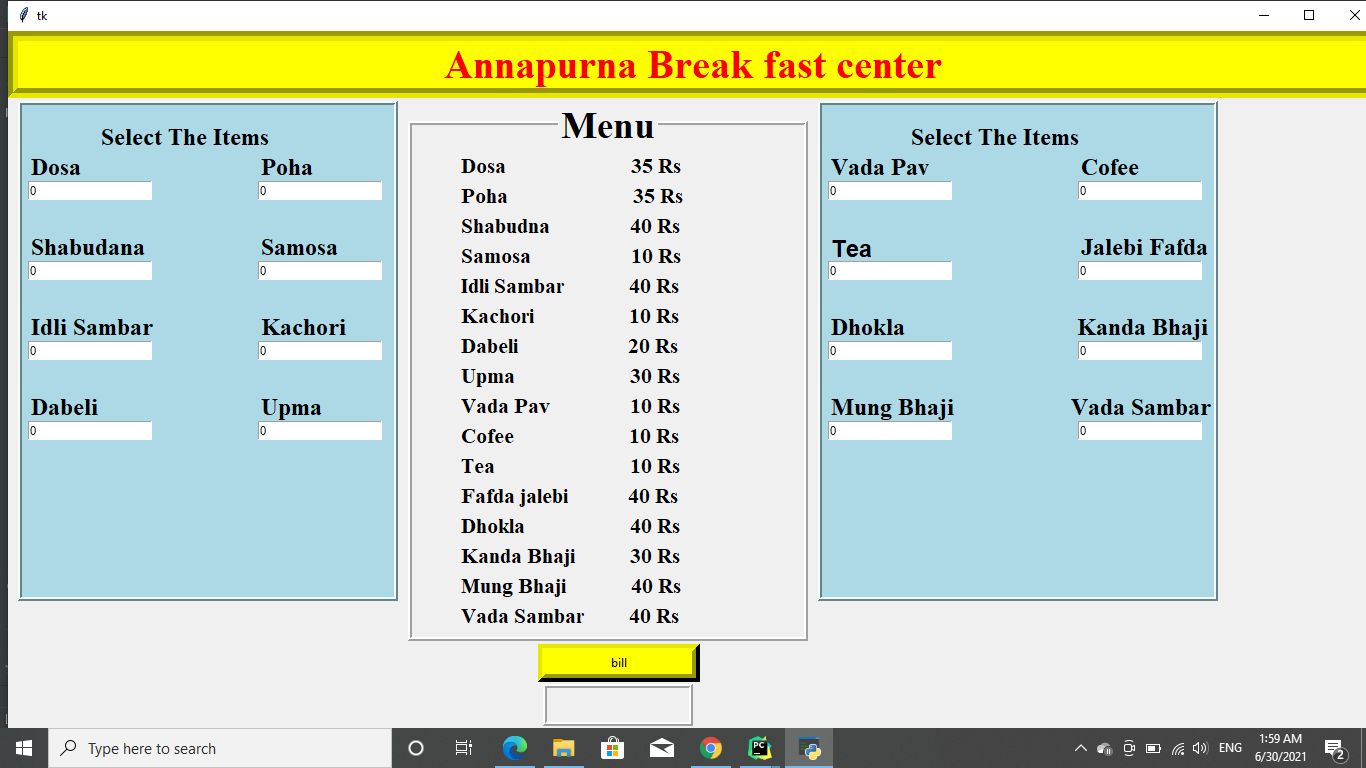 tk
Annapurna Break fast center
Select The Items
Dosa Poha
0 0
Shabudana Samosa
0 0
Idli Sambar Kachori
0 0
Dabeli Upma
0 0
Menu
Dosa 35 Rs
Poha 35 Rs
Shabudna 40 Rs
Samosa 10 Rs
Idli Sambar 40 Rs
Kachori 10 Rs
Dabeli 20 Rs
Upma 30 Rs
Vada Pav 10 Rs
Cofee 10 Rs
Tea 10 Rs
Fafda jalebi 40 Rs
Dhokla 40 Rs
Kanda Bhaji 30 Rs
Mung Bhaji 40 Rs
Vada Sambar 40 Rs
bill
Select The Items
Vada Pav Cofee
0 0
Tea Jalebi Fafda
0 0
Dhokla Kanda Bhaji
0 0
Mung Bhaji Vada Sambar
0 0
Type here to search
PC
ENG
1:59 AM
6/30/2021
2